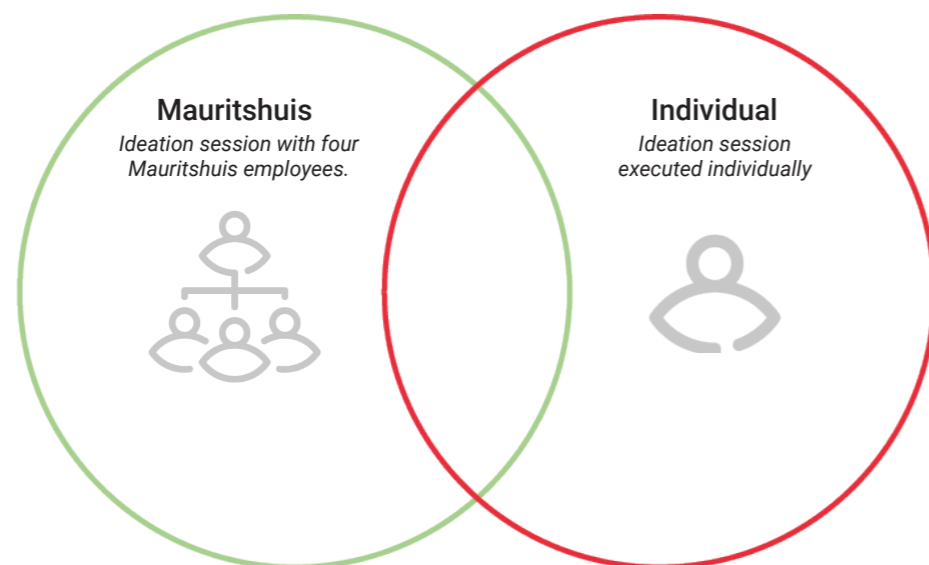 Mauritshuis
Ideation session with four
Mauritshuis employees.
Individual
Ideation session
executed individually